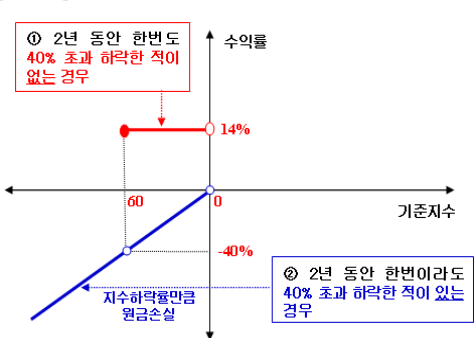 ① 2년 동안 한번도
40% 초과 하락한 적이
없는 경우
수익률
14%
60
0
기준지수
-40%
지수하락률만큼
원금손실
② 2년 동안 한번이라도
40% 초과 하락한 적이 있는
경우